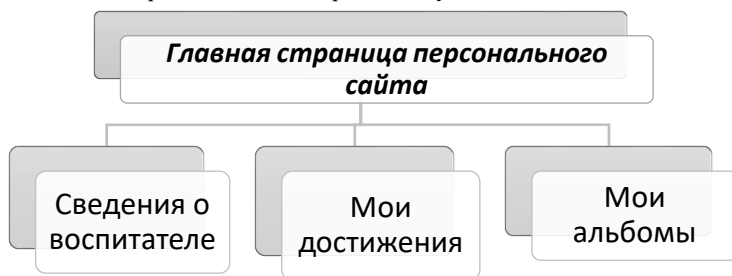 Главная страница персонального
сайта
Сведения о
воспитателе
Мои
достижения
Мои
альбомы